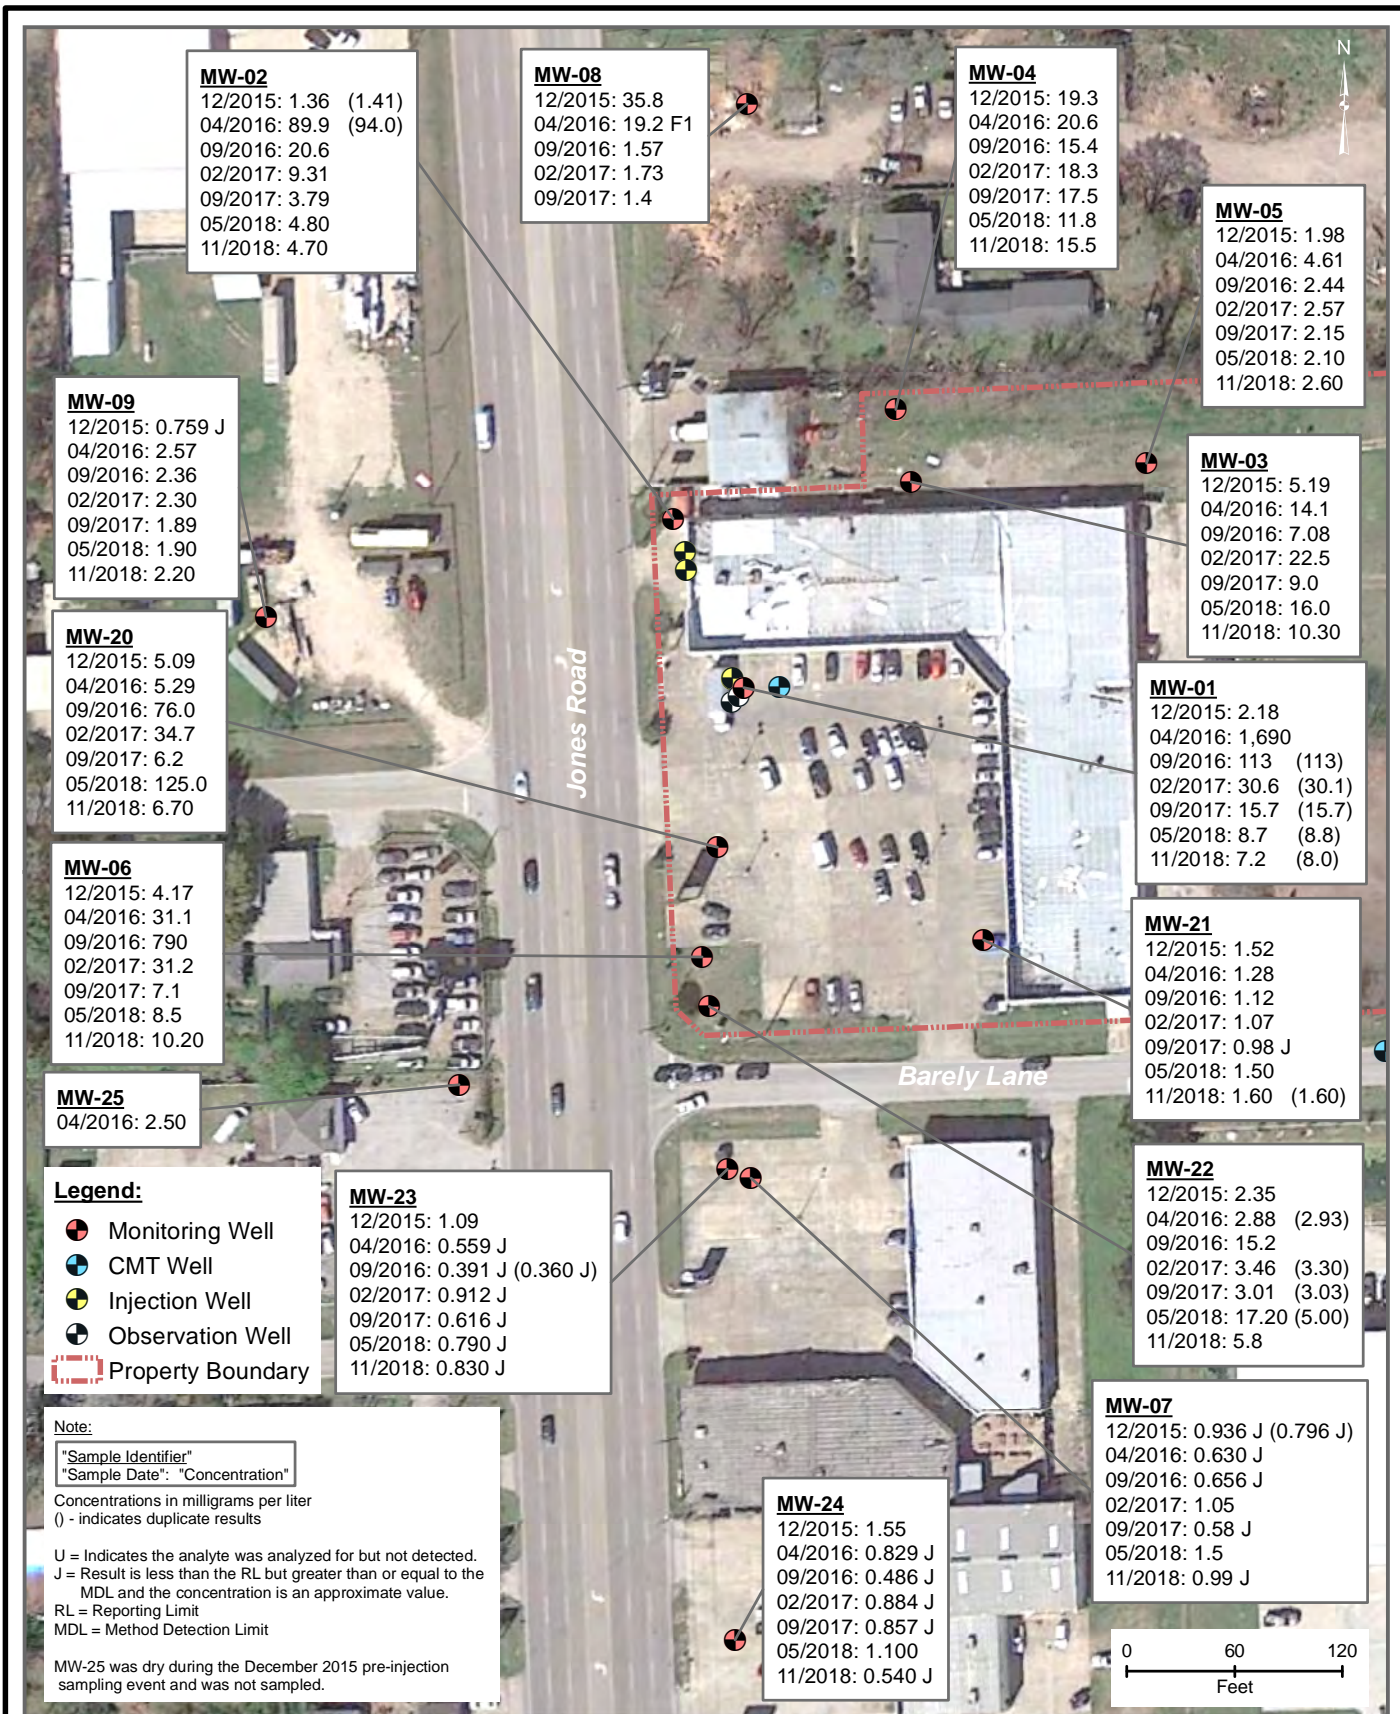 MW-02
12/2015: 1.36 (1.41)
04/2016: 89.9 (94.0)
09/2016: 20.6
02/2017: 9.31
09/2017: 3.79
05/2018: 4.80
11/2018: 4.70
MW-08
12/2015: 35.8
04/2016: 19.2 F1
09/2016: 1.57
02/2017: 1.73
09/2017: 1.4
MW-04
12/2015: 19.3
04/2016: 20.6
09/2016: 15.4
02/2017: 18.3
09/2017: 17.5
05/2018: 11.8
11/2018: 15.5
N
MW-05
12/2015: 1.98
04/2016: 4.61
09/2016: 2.44
02/2017: 2.57
09/2017: 2.15
05/2018: 2.10
11/2018: 2.60
MW-09
12/2015: 0.759 J
04/2016: 2.57
09/2016: 2.36
02/2017: 2.30
09/2017: 1.89
05/2018: 1.90
11/2018: 2.20
MW-03
12/2015: 5.19
04/2016: 14.1
09/2016: 7.08
02/2017: 22.5
09/2017: 9.0
05/2018: 16.0
11/2018: 10.30
MW-20
12/2015: 5.09
04/2016: 5.29
09/2016: 76.0
02/2017: 34.7
09/2017: 6.2
05/2018: 125.0
11/2018: 6.70
Jones Road
MW-01
12/2015: 2.18
04/2016: 1,690
09/2016: 113 (113)
02/2017: 30.6 (30.1)
09/2017: 15.7 (15.7)
05/2018: 8.7 (8.8)
11/2018: 7.2 (8.0)
MW-06
12/2015: 4.17
04/2016: 31.1
09/2016: 790
02/2017: 31.2
09/2017: 7.1
05/2018: 8.5
11/2018: 10.20
MW-21
12/2015: 1.52
04/2016: 1.28
09/2016: 1.12
02/2017: 1.07
09/2017: 0.98 J
05/2018: 1.50
11/2018: 1.60 (1.60)
MW-25
04/2016: 2.50
Barely Lane
MW-22
12/2015: 2.35
04/2016: 2.88 (2.93)
09/2016: 15.2
02/2017: 3.46 (3.30)
09/2017: 3.01 (3.03)
05/2018: 17.20 (5.00)
11/2018: 5.8
Legend:
Monitoring Well
CMT Well
Injection Well
Observation Well
Property Boundary
MW-23
12/2015: 1.09
04/2016: 0.559 J
09/2016: 0.391 J (0.360 J)
02/2017: 0.912 J
09/2017: 0.616 J
05/2018: 0.790 J
11/2018: 0.830 J
MW-07
12/2015: 0.936 J (0.796 J)
04/2016: 0.630 J
09/2016: 0.656 J
02/2017: 1.05
09/2017: 0.58 J
05/2018: 1.5
11/2018: 0.99 J
Note:
"Sample Identifier"
"Sample Date": "Concentration"
Concentrations in milligrams per liter
() - indicates duplicate results
U = Indicates the analyte was analyzed for but not detected.
J = Result is less than the RL but greater than or equal to the
MDL and the concentration is an approximate value.
RL = Reporting Limit
MDL = Method Detection Limit
MW-25 was dry during the December 2015 pre-injection
sampling event and was not sampled.
MW-24
12/2015: 1.55
04/2016: 0.829 J
09/2016: 0.486 J
02/2017: 0.884 J
09/2017: 0.857 J
05/2018: 1.100
11/2018: 0.540 J
0 60 120
Feet